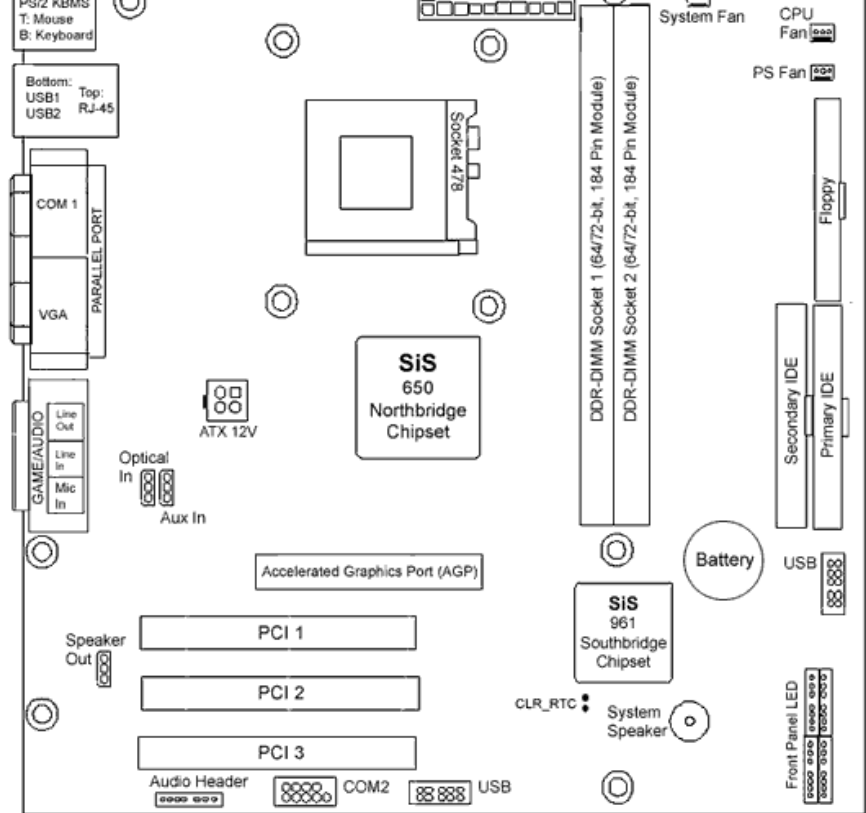 PS/2 KBMS
T: Mouse
B: Keyboard
System Fan
CPU
Fan
PS Fan
Bottom:
USB1
USB2
Top:
RJ-45
Socket 478
DDR-DIMM Socket 1 (64/72-bit, 184 Pin Module)
DDR-DIMM Socket 2 (64/72-bit, 184 Pin Module)
Floppy
COM 1
PARALLEL PORT
VGA
SiS
650
Northbridge
Chipset
Secondary IDE
Primary IDE
GAME/AUDIO
Line
Out
Line
In
Mic
In
ATX 12V
Optical
In
Aux In
Accelerated Graphics Port (AGP)
Battery
USB
SiS
961
Southbridge
Chipset
PCI 1
Speaker
Out
PCI 2
CLR_RTC
System
Speaker
Front Panel LED
PCI 3
Audio Header
COM2
USB